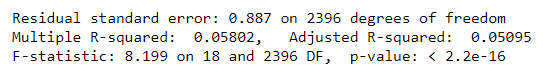 Residual standard error: 0.887 on 2396 degrees of freedom
Multiple R-squared:  0.05802,   Adjusted R-squared:  0.05095
F-statistic: 8.199 on 18 and 2396 DF,  p-value: < 2.2e-16